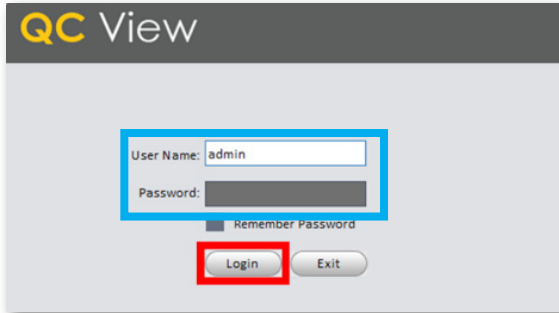 QC View
User Name: admin
Password:
Remember Password
Login Exit